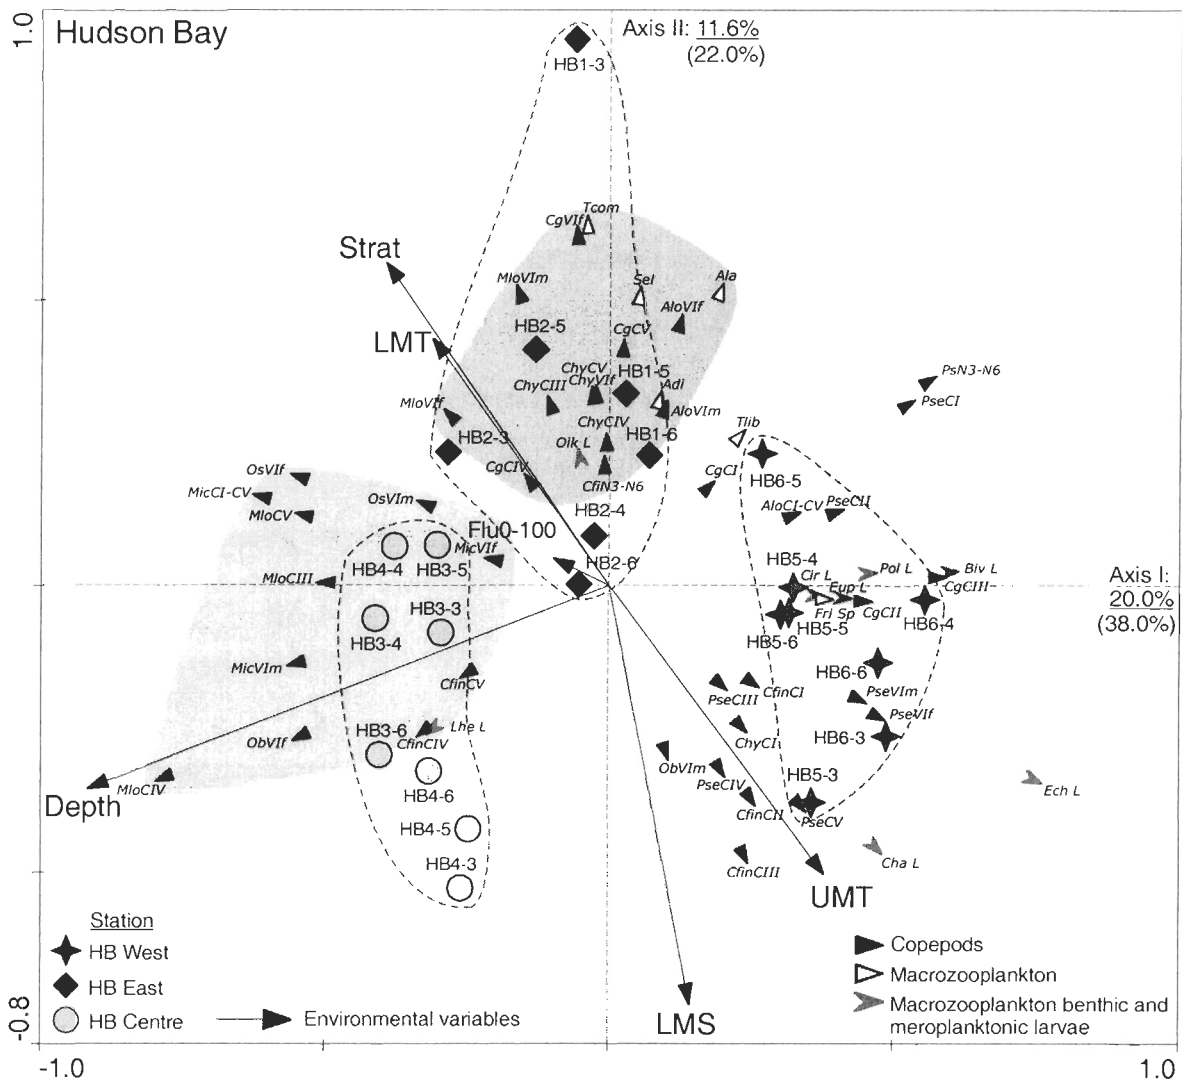 1.0
Hudson Bay
Axis II: 11.6%
(22.0%)
HB1-3
Tcom
CgVIf
Strat
MloVIm
Sel
Ala
AloVIf
HB2-5
CgCV
LMT
ChyCV
HB1-5
ChyCIII
ChyVIf
Adi
PsN3-N6
PseCI
MloVIf
AloVIm
ChyCIV
HB1-6
Tlib
HB2-3
Oik L
CgCIV
CfiN3-N6
CgCI
HB6-5
OsVIf
MicCI-CV
OsVIm
MloCV
HB2-4
AloCI-CV
PseCII
Flu0-100
HB4-4
HB3-5
MicVIf
HB2-6
HB5-4
Cir L
Pol L
Biv L
MloCIII
Eup L
CgCIII
Axis I:
20.0%
(38.0%)
Fri Sp
CgCII
HB3-3
HB3-4
HB5-6
HB5-5
HB6-4
MicVIm
CfinCV
HB6-6
PseCIII
CfinCI
PseVIm
PseVIf
ObVIf
HB3-6
Lhe L
CfinCIV
ChyCI
HB6-3
ObVIm
PseCIV
HB5-3
MloCIV
HB4-6
Ech L
Depth
CfinCII
PseCV
HB4-5
HB4-3
CfinCIII
Cha L
UMT
Station
HB West
HB East
HB Centre
Environmental variables
LMS
Copepods
Macrozooplankton
Macrozooplankton benthic and
meroplanktonic larvae
-0.8
-1.0
1.0